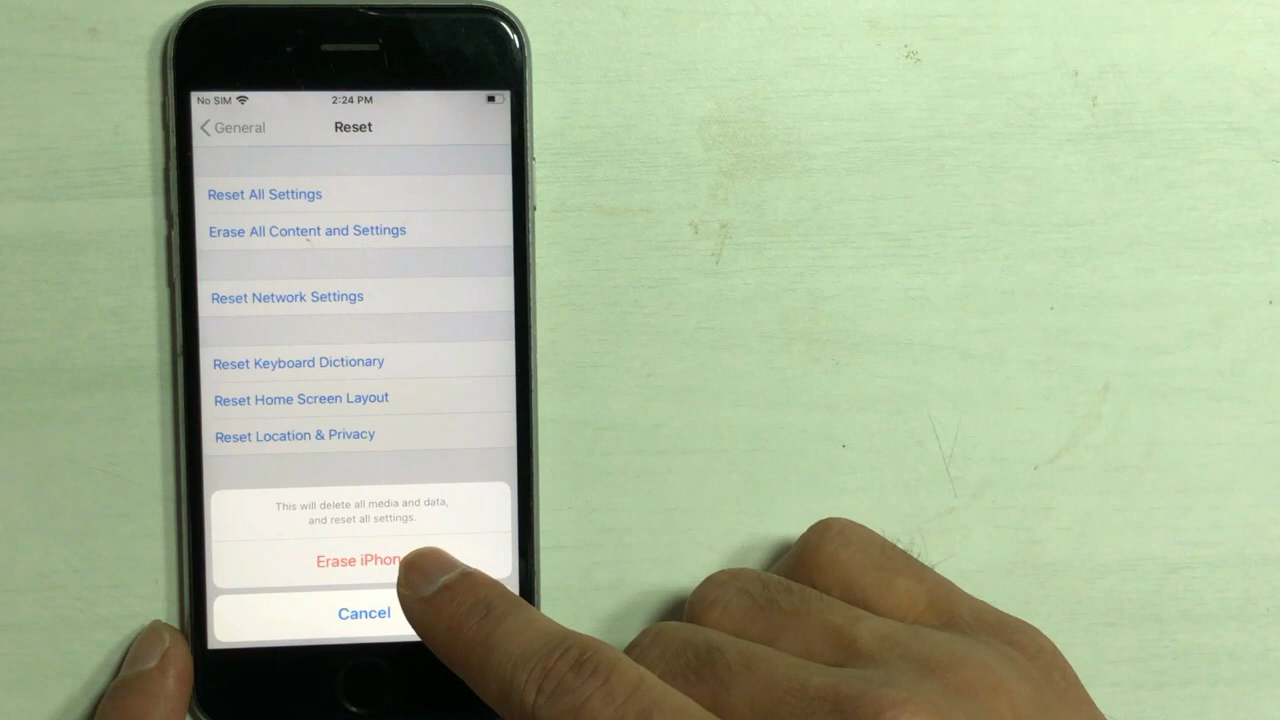 No SIM 2:24 PM
General Reset
Reset All Settings
Erase All Content and Settings
Reset Network Settings
Reset Keyboard Dictionary
Reset Home Screen Layout
Reset Location & Privacy
This will delete all media and data,
and reset all settings.
Erase iPhon
Cancel